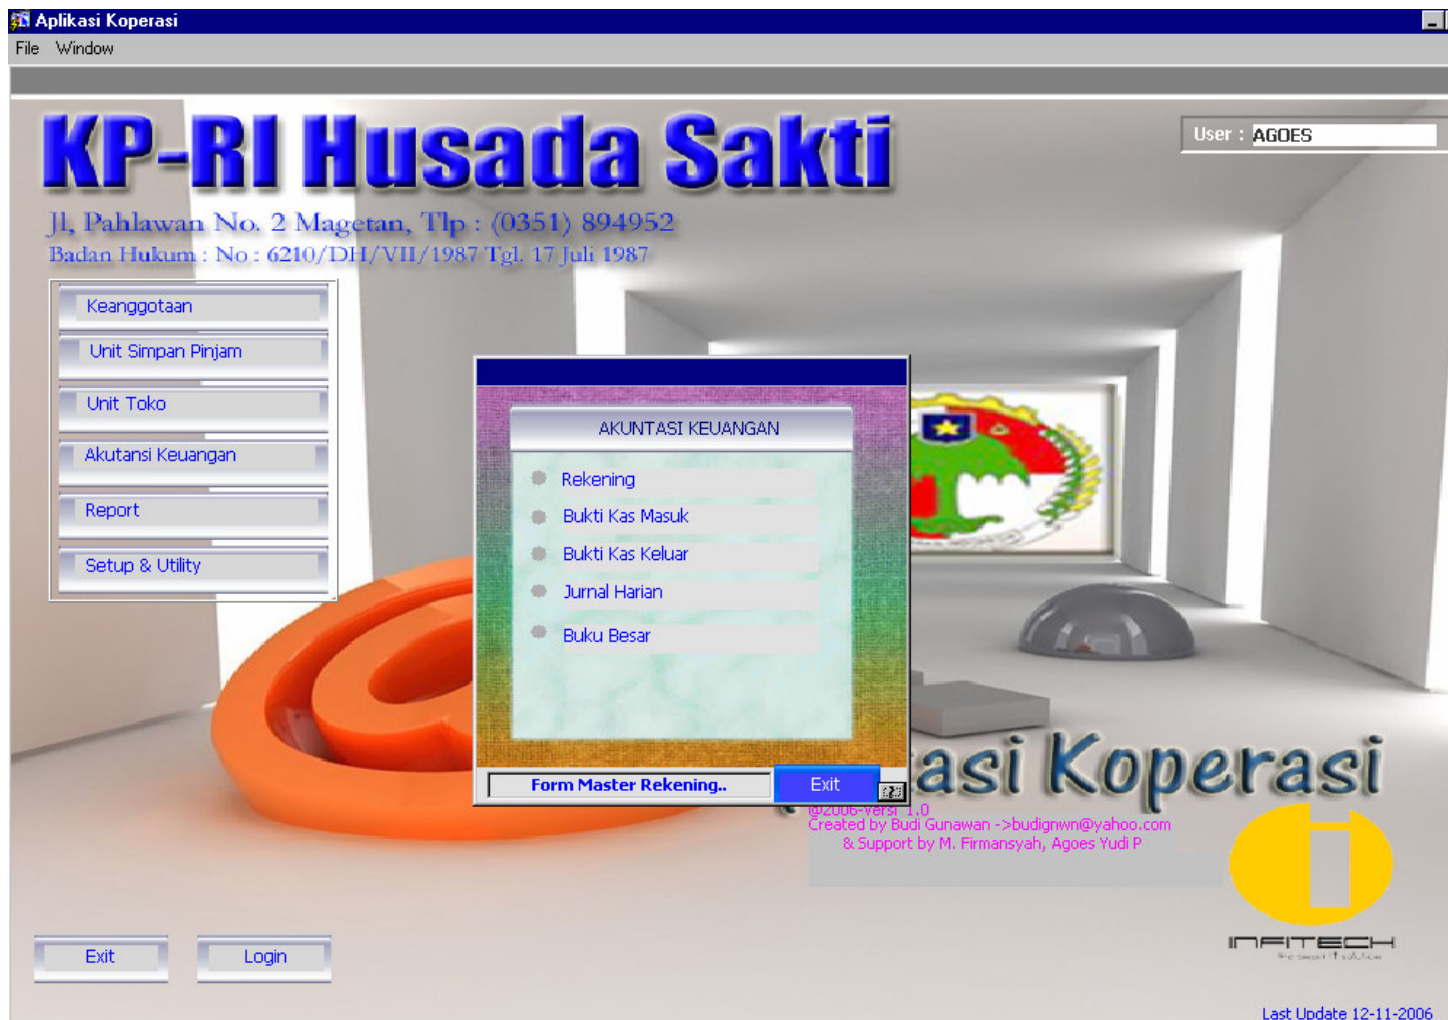 Aplikasi Koperasi
File Window
KP-RI Husada Sakti
User : AGOES
Jl, Pahlawan No. 2 Magetan, Tlp : (0351) 894952
Badan Hukum : No : 6210/DH/VII/1987 Tgl. 17 Juli 1987
Keanggotaan
Unit Simpan Pinjam
Unit Toko
Akutansi Keuangan
Report
Setup & Utility
AKUNTASI KEUANGAN
Rekening
Bukti Kas Masuk
Bukti Kas Keluar
Jurnal Harian
Buku Besar
Form Master Rekening..
Exit
asi Koperasi
@2006-Versi 1.0
Created by Budi Gunawan ->budignwn@yahoo.com
& Support by M. Firmansyah, Agoes Yudi P
INFITECH
Exit
Login
Last Update 12-11-2006